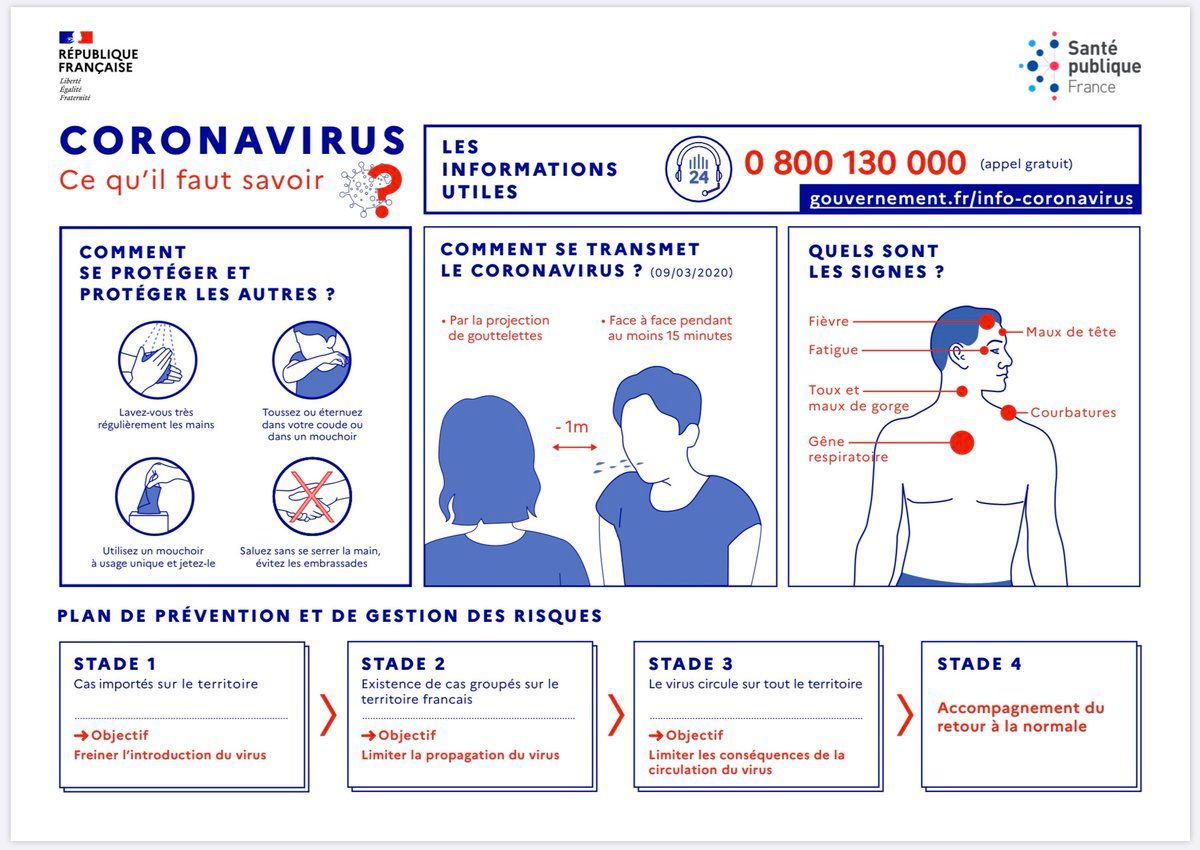 RÉPUBLIQUE
FRANÇAISE
Liberté
Égalité
Fraternité
Santé
publique
France
CORONAVIRUS
Ce qu'il faut savoir
?
LES
INFORMATIONS
UTILES
24
0 800 130 000 (appel gratuit)
gouvernement.fr/info-coronavirus
COMMENT
SE PROTÉGER ET
PROTÉGER LES AUTRES ?
Lavez-vous très
régulièrement les mains
Toussez ou éternuez
dans votre coude ou
dans un mouchoir
Utilisez un mouchoir
à usage unique et jetez-le
Saluez sans se serrer la main,
évitez les embrassades
COMMENT SE TRANSMET
LE CORONAVIRUS ? (09/03/2020)
• Par la projection
de gouttelettes
• Face à face pendant
au moins 15 minutes
- 1m
QUELS SONT
LES SIGNES ?
Fièvre
Maux de tête
Fatigue
Toux et
maux de gorge
Courbatures
Gêne
respiratoire
PLAN DE PRÉVENTION ET DE GESTION DES RISQUES
STADE 1
Cas importés sur le territoire
➔ Objectif
Freiner l'introduction du virus
STADE 2
Existence de cas groupés sur le
territoire francais
➔ Objectif
Limiter la propagation du virus
STADE 3
Le virus circule sur tout le territoire
➔ Objectif
Limiter les conséquences de la
circulation du virus
STADE 4
Accompagnement du
retour à la normale